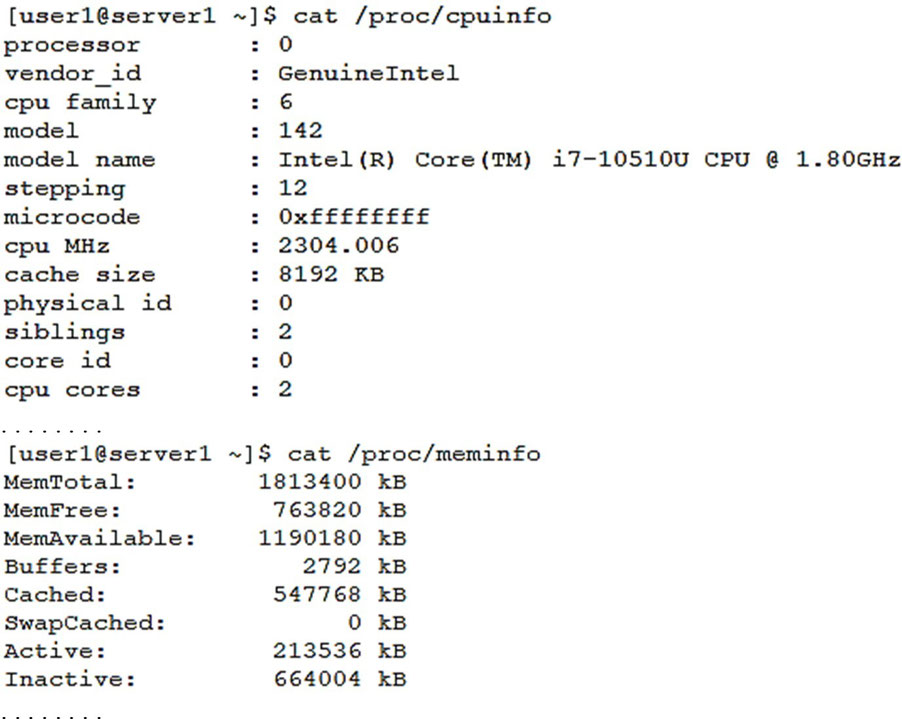 [user1@server1 ~]$ cat /proc/cpuinfo
processor : 0
vendor_id : GenuineIntel
cpu family : 6
model : 142
model name : Intel(R) Core(TM) i7-10510U CPU @ 1.80GHz
stepping : 12
microcode : 0xffffffff
cpu MHz : 2304.006
cache size : 8192 KB
physical id : 0
siblings : 2
core id : 0
cpu cores : 2
. . . . . . . .
[user1@server1 ~]$ cat /proc/meminfo
MemTotal: 1813400 kB
MemFree: 763820 kB
MemAvailable: 1190180 kB
Buffers: 2792 kB
Cached: 547768 kB
SwapCached: 0 kB
Active: 213536 kB
Inactive: 664004 kB
. . . . . . . .